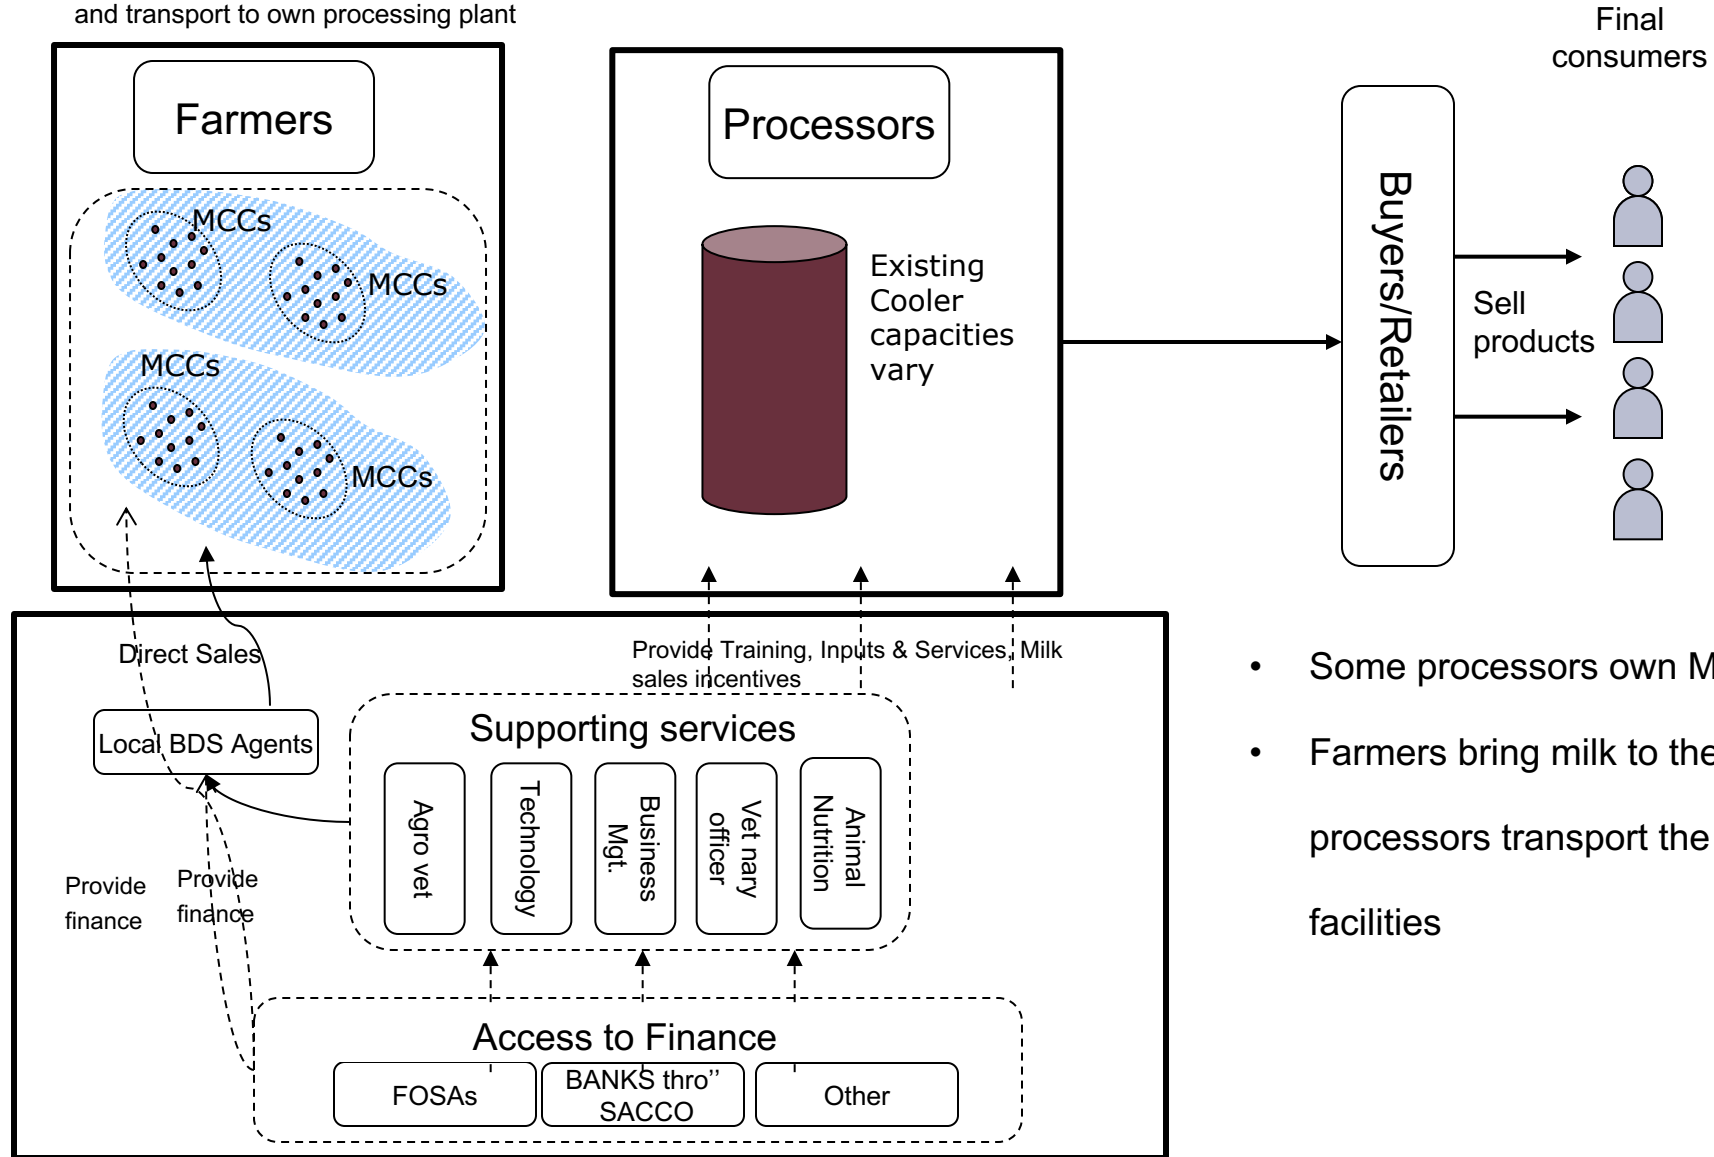 and transport to own processing plant
Final
consumers
Farmers
Processors
MCCs
MCCs
MCCs
MCCs
Existing
Cooler
capacities
vary
Buyers/Retailers
Sell
products
Direct Sales
Provide Training, Inputs & Services, Milk
sales incentives
Local BDS Agents
Supporting services
Agro vet
Technology
Business
Mgt.
Vet nary
officer
Animal
Nutrition
Provide
finance
Provide
finance
Access to Finance
FOSAs
BANKS thro''
SACCO
Other
• Some processors own M
• Farmers bring milk to the
processors transport the
facilities